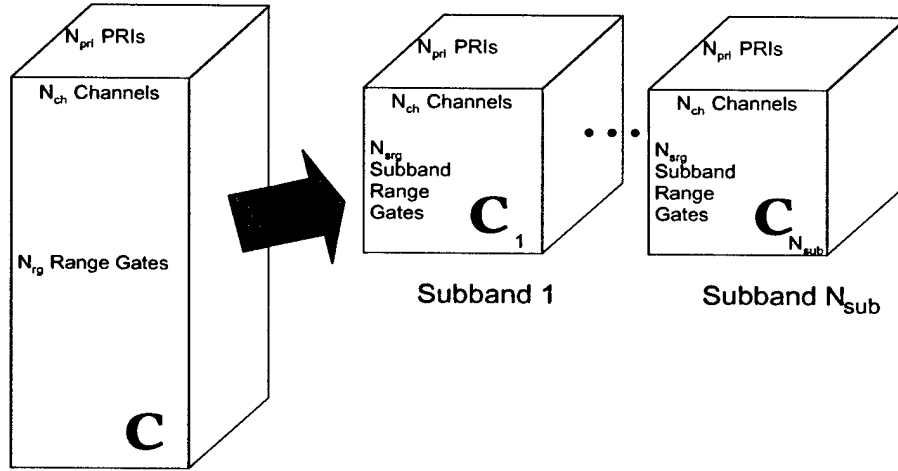 N_pri PRIs
N_ch Channels
N_rg Range Gates
C
N_pri PRIs
N_ch Channels
N_srg
Subband
Range
Gates
C_1
Subband 1
N_pri PRIs
N_ch Channels
N_srg
Subband
Range
Gates
C_N_sub
Subband N_sub